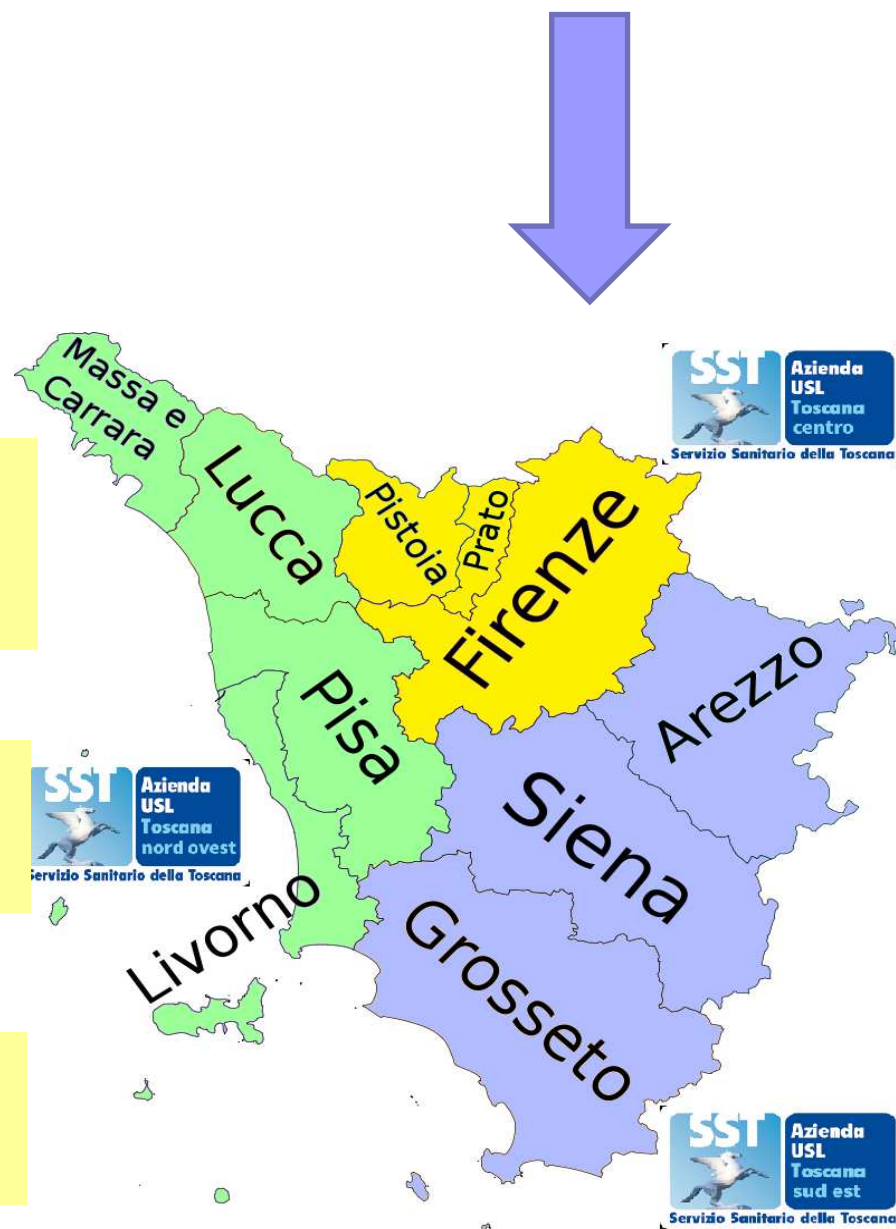 SST
Azienda
USL
Toscana
centro
Servizio Sanitario della Toscana
Massa e
Carrara
Lucca
Pistoia
Prato
Firenze
Arezzo
Pisa
Siena
SST
Azienda
USL
Toscana
nord ovest
Servizio Sanitario della Toscana
Livorno
Grosseto
SST
Azienda
USL
Toscana
sud est
Servizio Sanitario della Toscana